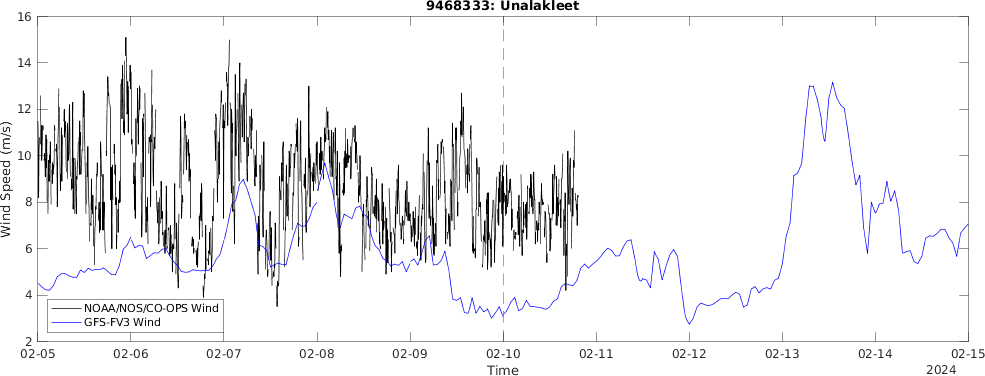 9468333: Unalakleet
Wind Speed (m/s)
16
14
12
10
8
6
4
2
NOAA/NOS/CO-OPS Wind
GFS-FV3 Wind
02-05 02-06 02-07 02-08 02-09 02-10 02-11 02-12 02-13 02-14 02-15
Time
2024